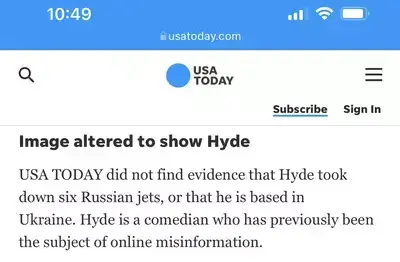 10:49
usatoday.com
USA
TODAY
Subscribe Sign In
Image altered to show Hyde
USA TODAY did not find evidence that Hyde took
down six Russian jets, or that he is based in
Ukraine. Hyde is a comedian who has previously been
the subject of online misinformation.